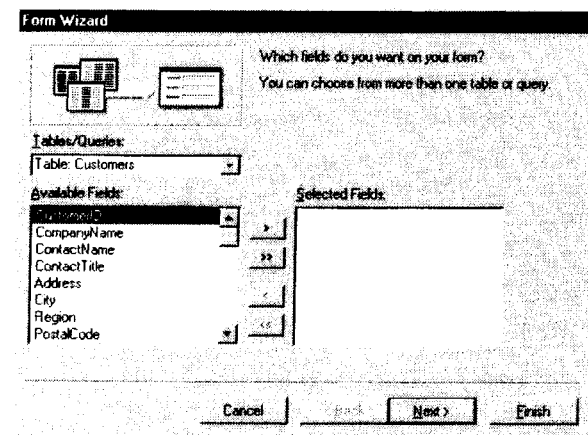 Form Wizard
Which fields do you want on your form?
You can choose from more than one table or query.
Tables/Queries:
Table: Customers
Available Fields:
Selected Fields:
CustomerID
CompanyName
ContactName
ContactTitle
Address
City
Region
PostalCode
>
>>
<
<<
Cancel
< Back
Next >
Finish